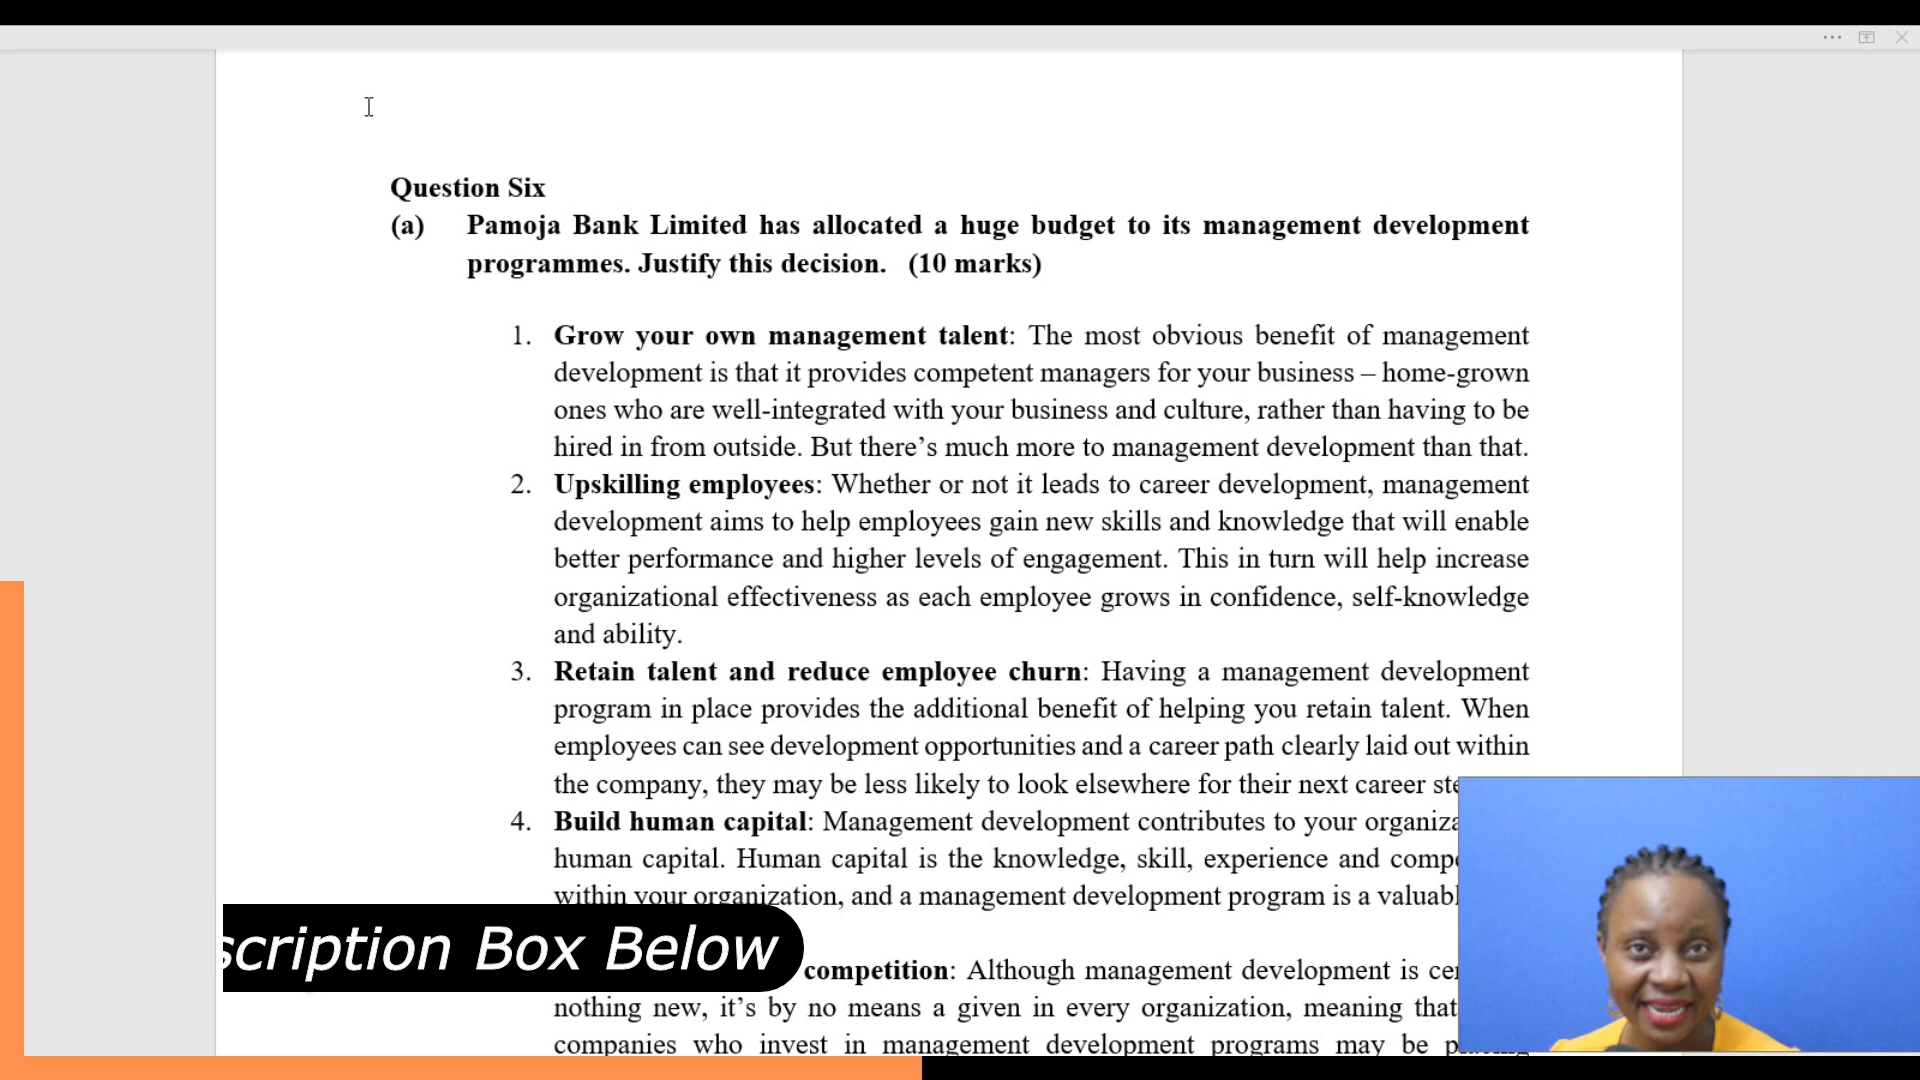 Question Six
(a) Pamoja Bank Limited has allocated a huge budget to its management development
programmes. Justify this decision. (10 marks)
1. Grow your own management talent: The most obvious benefit of management
development is that it provides competent managers for your business – home-grown
ones who are well-integrated with your business and culture, rather than having to be
hired in from outside. But there’s much more to management development than that.
2. Upskilling employees: Whether or not it leads to career development, management
development aims to help employees gain new skills and knowledge that will enable
better performance and higher levels of engagement. This in turn will help increase
organizational effectiveness as each employee grows in confidence, self-knowledge
and ability.
3. Retain talent and reduce employee churn: Having a management development
program in place provides the additional benefit of helping you retain talent. When
employees can see development opportunities and a career path clearly laid out within
the company, they may be less likely to look elsewhere for their next career
4. Build human capital: Management development contributes to your
human capital. Human capital is the knowledge, skill, experience and
within your organization, and a management development program is a
competition: Although management development is
nothing new, it’s by no means a given in every organization, meaning that
companies who invest in management development programs may be
Box Below